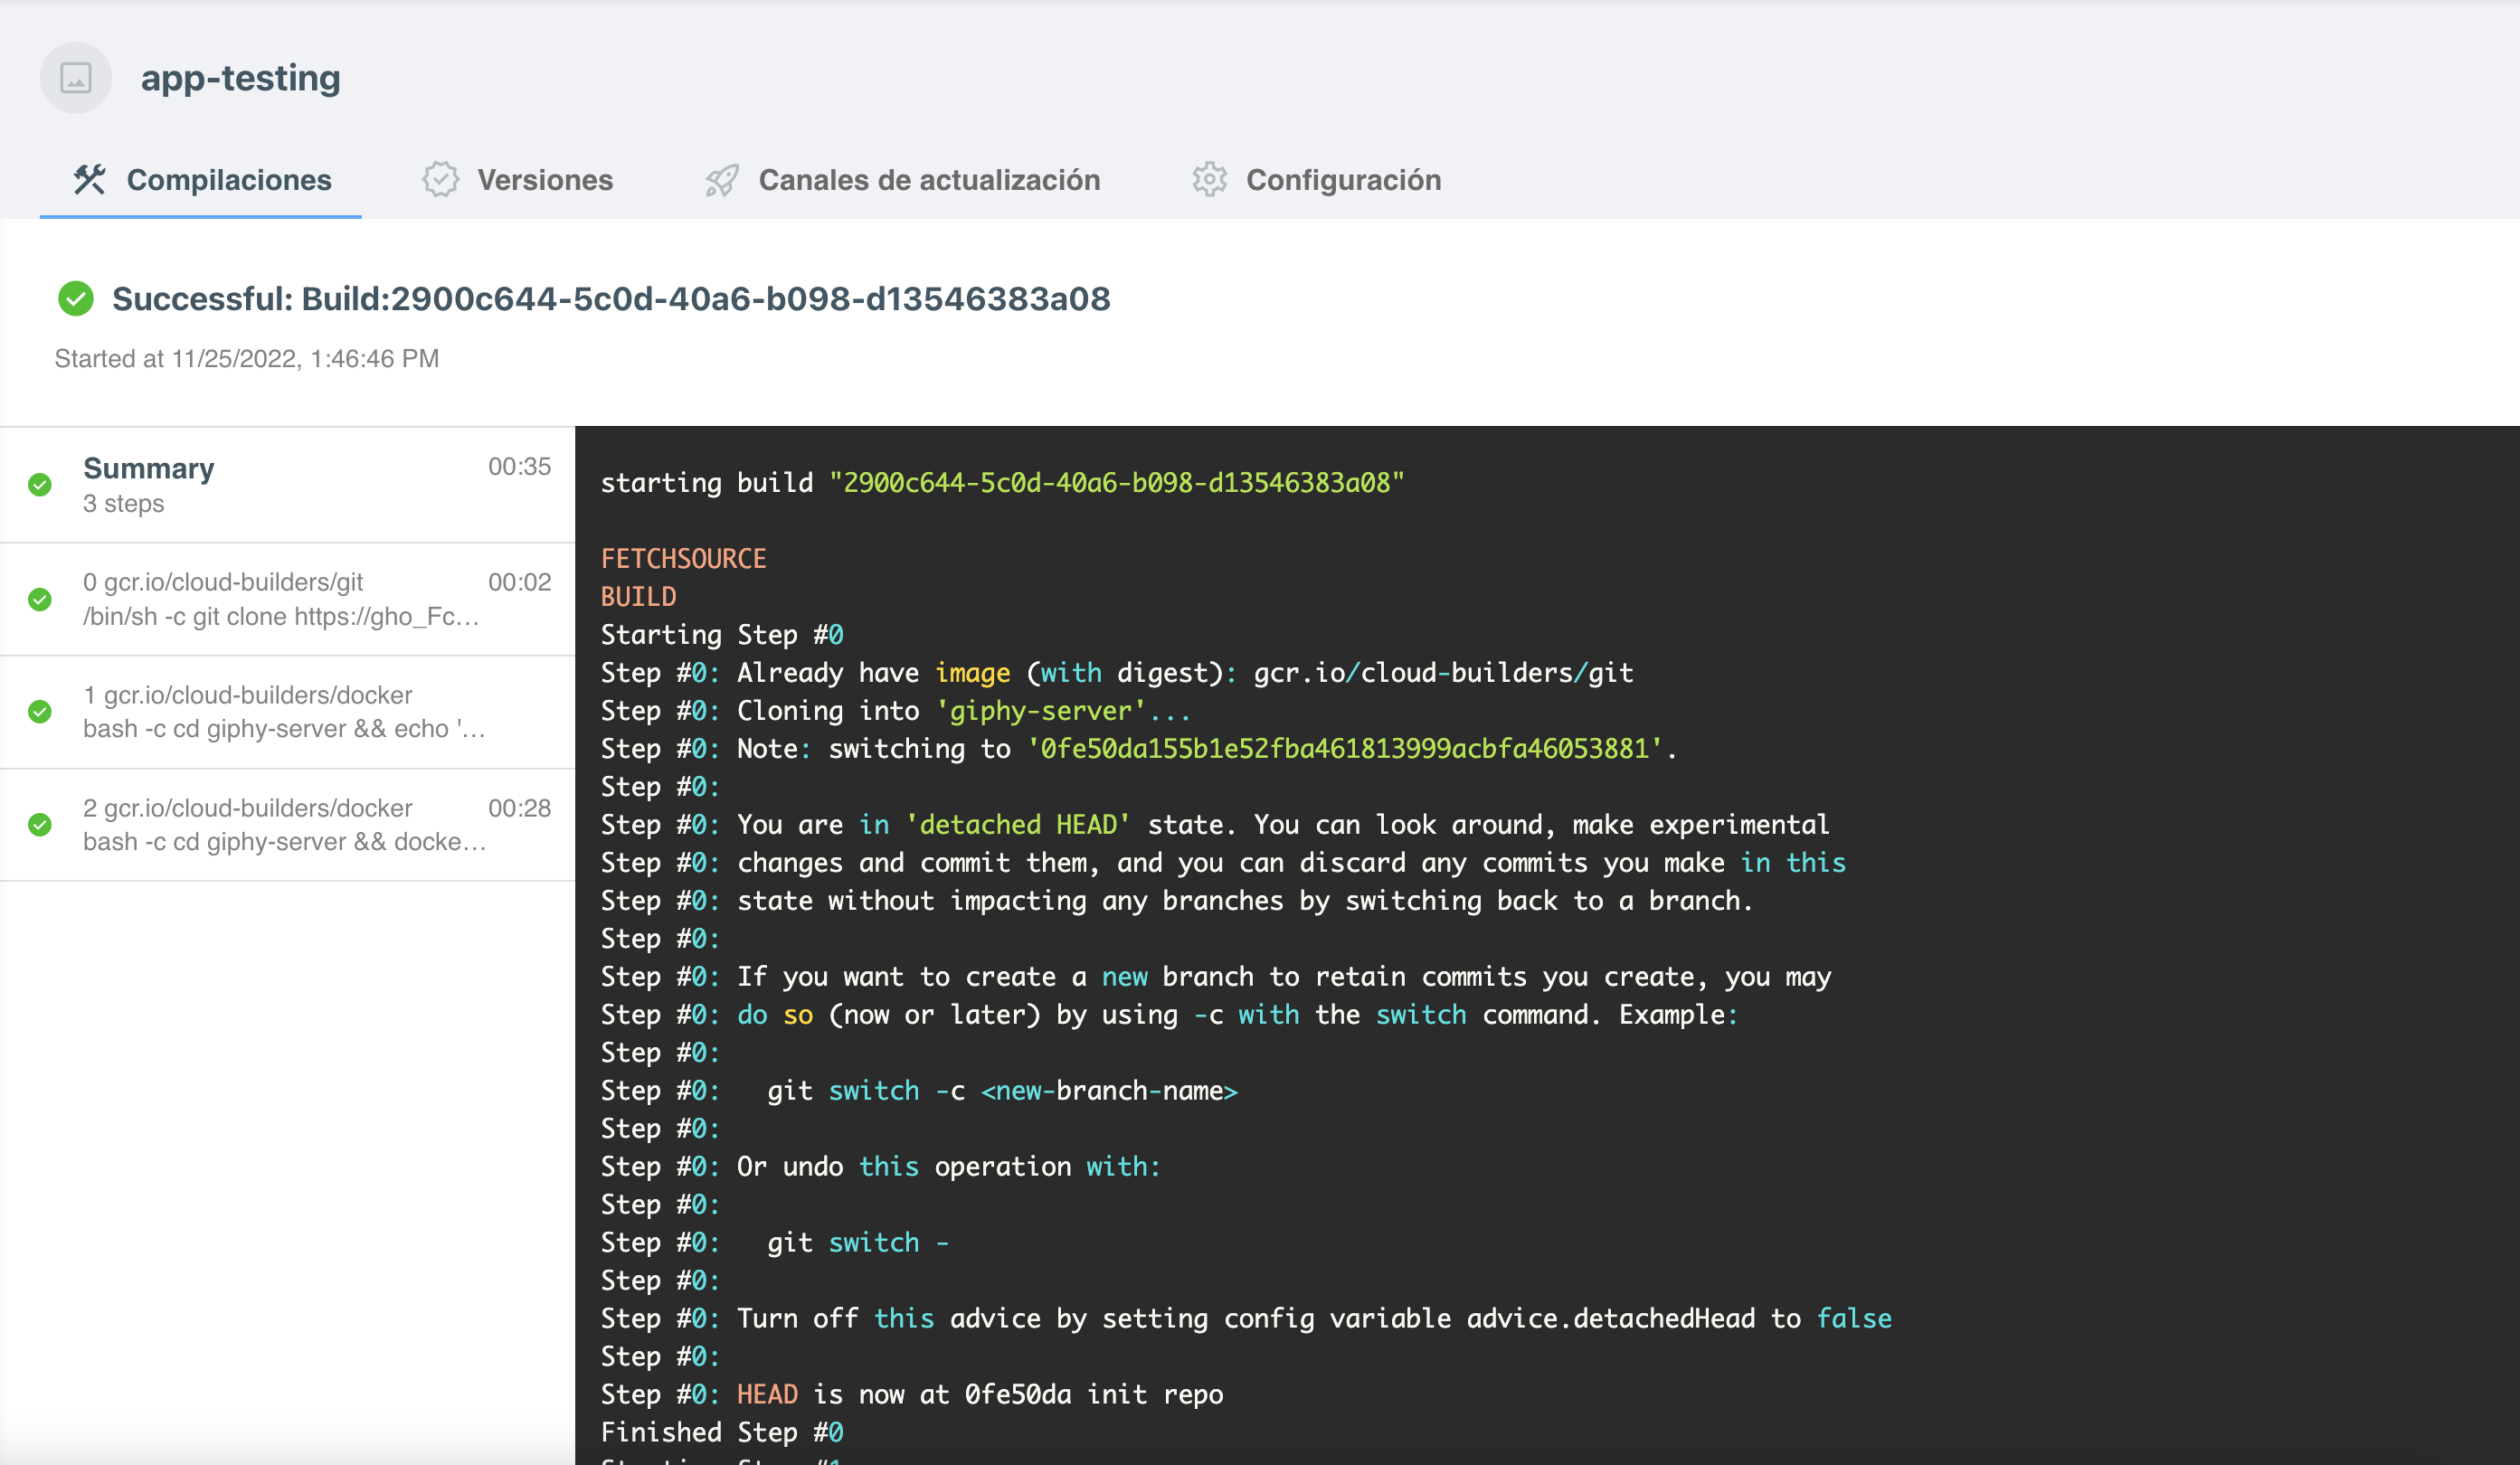 app-testing
Compilaciones
Versiones
Canales de actualización
Configuración
Successful: Build:2900c644-5c0d-40a6-b098-d13546383a08
Started at 11/25/2022, 1:46:46 PM
Summary 00:35
3 steps
0 gcr.io/cloud-builders/git 00:02
/bin/sh -c git clone https://gho_Fc…
1 gcr.io/cloud-builders/docker
bash -c cd giphy-server && echo '…
2 gcr.io/cloud-builders/docker 00:28
bash -c cd giphy-server && docke…
starting build "2900c644-5c0d-40a6-b098-d13546383a08"
FETCHSOURCE
BUILD
Starting Step #0
Step #0: Already have image (with digest): gcr.io/cloud-builders/git
Step #0: Cloning into 'giphy-server'...
Step #0: Note: switching to '0fe50da155b1e52fba461813999acbfa46053881'.
Step #0:
Step #0: You are in 'detached HEAD' state. You can look around, make experimental
Step #0: changes and commit them, and you can discard any commits you make in this
Step #0: state without impacting any branches by switching back to a branch.
Step #0:
Step #0: If you want to create a new branch to retain commits you create, you may
Step #0: do so (now or later) by using -c with the switch command. Example:
Step #0:
Step #0:   git switch -c <new-branch-name>
Step #0:
Step #0: Or undo this operation with:
Step #0:
Step #0:   git switch -
Step #0:
Step #0: Turn off this advice by setting config variable advice.detachedHead to false
Step #0:
Step #0: HEAD is now at 0fe50da init repo
Finished Step #0